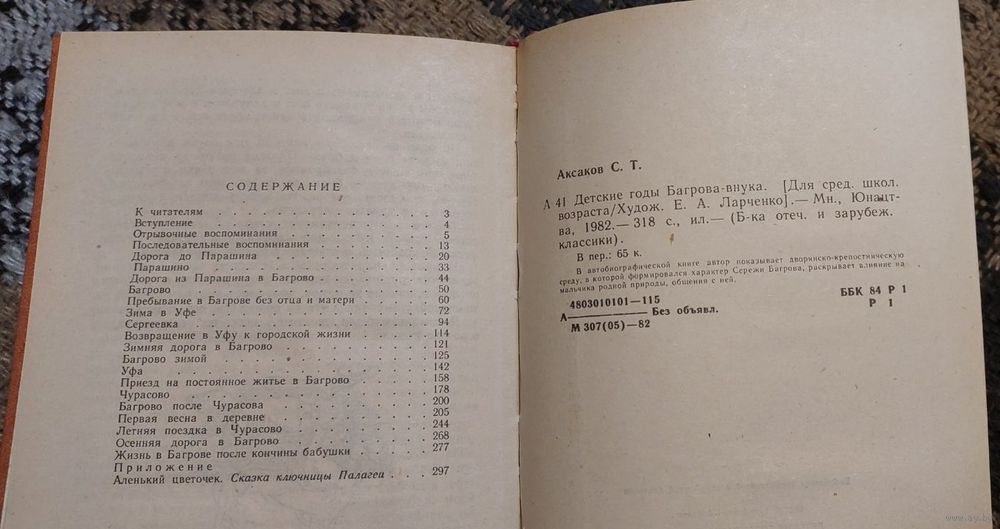 СОДЕРЖАНИЕ
К читателям . . . . . . . . . . . . . . . 3
Вступление . . . . . . . . . . . . . . . 4
Отрывочные воспоминания . . . . . . . . . . 5
Последовательные воспоминания . . . . . . . . 13
Дорога до Парашина . . . . . . . . . . . . 20
Парашино . . . . . . . . . . . . . . . . 33
Дорога из Парашина в Багрово . . . . . . . . 44
Багрово . . . . . . . . . . . . . . . . 50
Пребывание в Багрове без отца и матери . . . . . 60
Зима в Уфе . . . . . . . . . . . . . . . 72
Сергеевка . . . . . . . . . . . . . . . . 94
Возвращение в Уфу к городской жизни . . . . . . 114
Зимняя дорога в Багрово . . . . . . . . . . 121
Багрово зимой . . . . . . . . . . . . . . 125
Уфа . . . . . . . . . . . . . . . . . . 142
Приезд на постоянное житье в Багрово . . . . . . 158
Чурасово . . . . . . . . . . . . . . . . 178
Багрово после Чурасова . . . . . . . . . . . 200
Первая весна в деревне . . . . . . . . . . . 205
Летняя поездка в Чурасово . . . . . . . . . . 244
Осенняя дорога в Багрово . . . . . . . . . . 268
Жизнь в Багрове после кончины бабушки . . . . . 277
Приложение
Аленький цветочек. Сказка ключницы Палагеи . . . 297
Аксаков С. Т.
А 41 Детские годы Багрова-внука. [Для сред. школ.
возраста/Худож. Е. А. Ларченко].— Мн., Юнацт-
ва, 1982.— 318 с., ил.— (Б-ка отеч. и зарубеж.
классики).
В пер.: 65 к.
В автобиографической книге автор показывает дворянско-крепостническую
среду, в которой формировался характер Сережи Багрова, раскрывает влияние на
мальчика родной природы, общения с ней.
4803010101—115
А————— Без объявл.
М 307(05)—82
ББК 84 Р 1
Р 1
www.ay.by